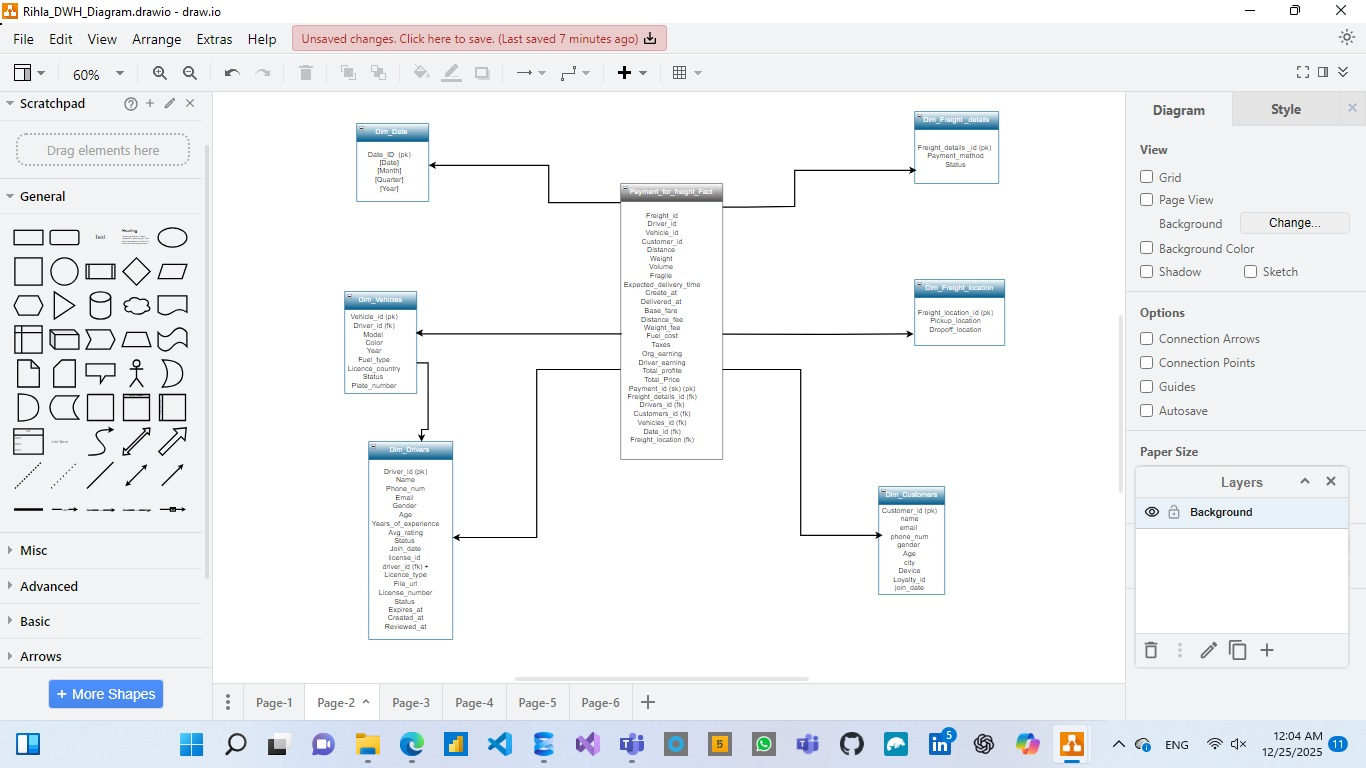 Rihla_DWH_Diagram.drawio - draw.io
File Edit View Arrange Extras Help Unsaved changes. Click here to save. (Last saved 7 minutes ago)
60%
Scratchpad
Drag elements here
General
Text
Heading
List Item
Misc
Advanced
Basic
Arrows
+ More Shapes
Dim_Date
Date_ID (pk)
[Date]
[Month]
[Quarter]
[Year]
Dim_Vehicles
Vehicle_id (pk)
Driver_id (fk)
Model
Color
Year
Fuel_type
Licence_country
Status
Plate_number
Dim_Drivers
Driver_id (pk)
Name
Phone_num
Email
Gender
Age
Years_of_experience
Avg_rating
Status
Join_date
license_id
driver_id (fk) +
Licence_type
File_url
License_number
Status
Expires_at
Created_at
Reviewed_at
Payment_for_freight_Fact
Freight_id
Driver_id
Vehicle_id
Customer_id
Distance
Weight
Volume
Fragile
Expected_delivery_time
Create_at
Delivered_at
Base_fare
Distance_fee
Weight_fee
Fuel_cost
Taxes
Org_earning
Driver_earning
Total_profite
Total_Price
Payment_id (sk) (pk)
Freight_details_id (fk)
Drivers_id (fk)
Customers_id (fk)
Vehicles_id (fk)
Date_id (fk)
Freight_location (fk)
Dim_Freight_details
Freight_details_id (pk)
Payment_method
Status
Dim_Freight_location
Freight_location_id (pk)
Pickup_location
Dropoff_location
Dim_Customers
Customer_id (pk)
name
email
phone_num
gender
Age
city
Device
Loyalty_id
join_date
Diagram Style
View
Grid
Page View
Background Change...
Background Color
Shadow Sketch
Options
Connection Arrows
Connection Points
Guides
Autosave
Paper Size
Layers
Background
Page-1 Page-2 Page-3 Page-4 Page-5 Page-6
5
5
ENG
12:04 AM
12/25/2025
11